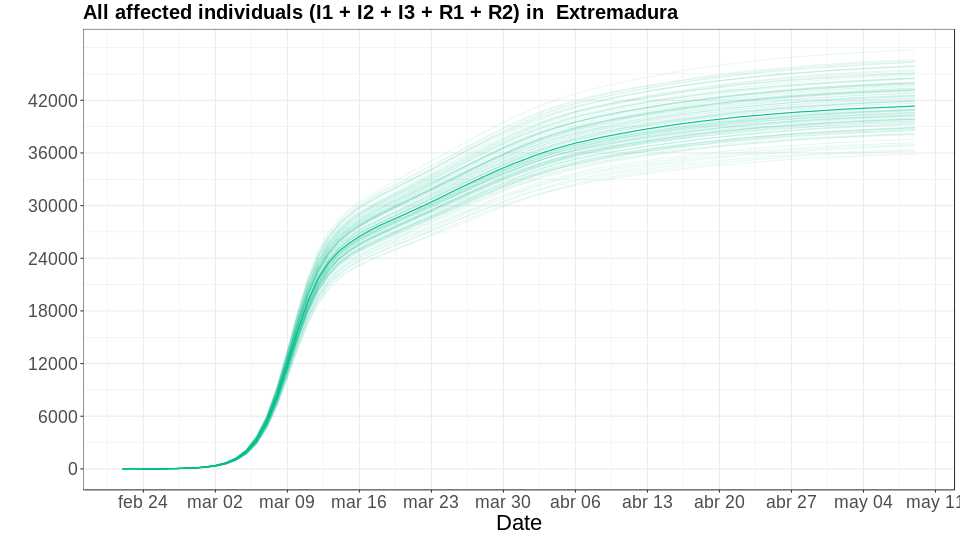 All affected individuals (I1 + I2 + I3 + R1 + R2) in  Extremadura
42000
36000
30000
24000
18000
12000
6000
0
feb 24 mar 02 mar 09 mar 16 mar 23 mar 30 abr 06 abr 13 abr 20 abr 27 may 04 may 11
Date